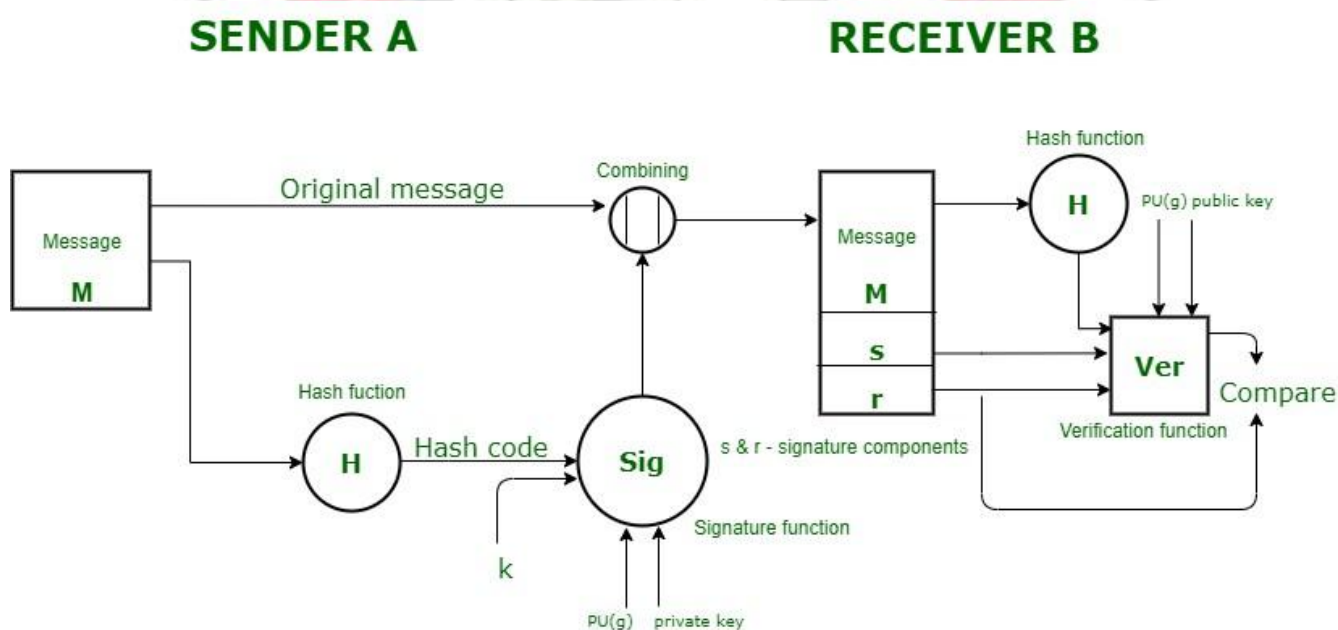 SENDER A
RECEIVER B
Message
M
Original message
Combining
Hash fuction
H
Hash code
k
Sig
Signature function
PU(g)
private key
s & r - signature components
Message
M
s
r
Hash function
H
PU(g) public key
Ver
Verification function
Compare